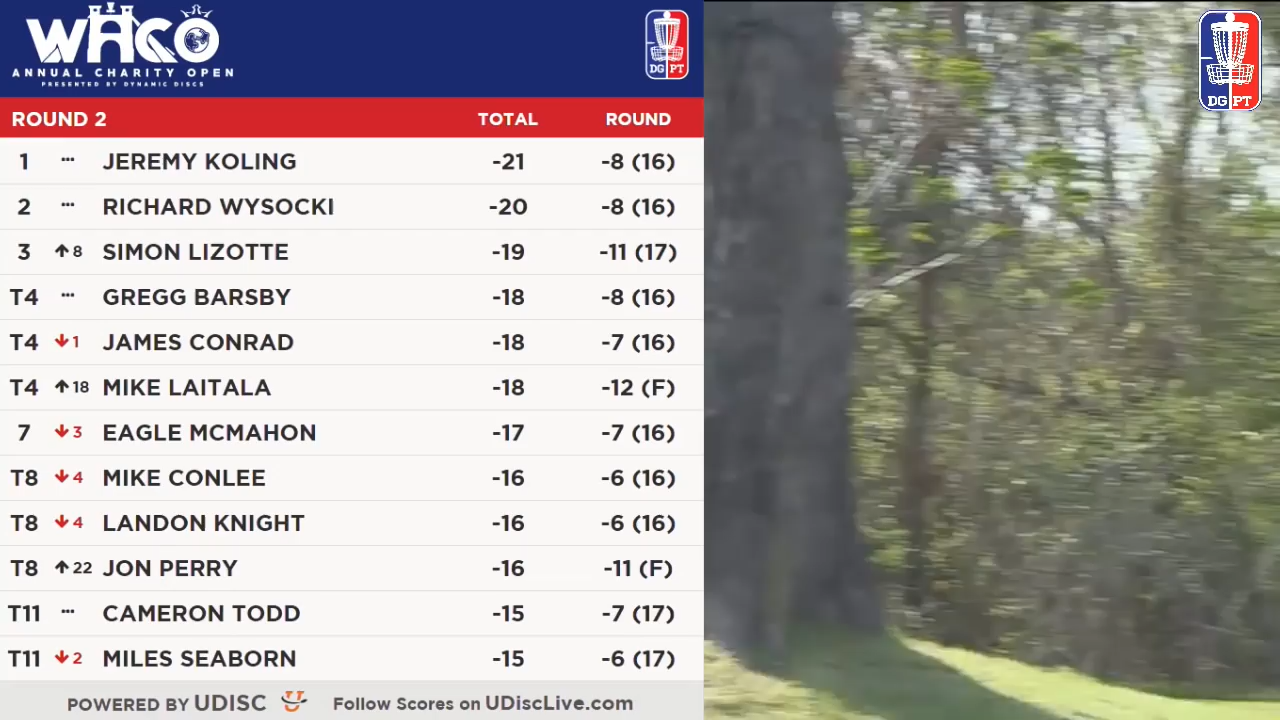 WACO
ANNUAL CHARITY OPEN
PRESENTED BY DYNAMIC DISCS
DG PT
DG PT
ROUND 2 TOTAL ROUND
1 ... JEREMY KOLING -21 -8 (16)
2 ... RICHARD WYSOCKI -20 -8 (16)
3 ↑8 SIMON LIZOTTE -19 -11 (17)
T4 ... GREGG BARSBY -18 -8 (16)
T4 ↓1 JAMES CONRAD -18 -7 (16)
T4 ↑18 MIKE LAITALA -18 -12 (F)
7 ↓3 EAGLE MCMAHON -17 -7 (16)
T8 ↓4 MIKE CONLEE -16 -6 (16)
T8 ↓4 LANDON KNIGHT -16 -6 (16)
T8 ↑22 JON PERRY -16 -11 (F)
T11 ... CAMERON TODD -15 -7 (17)
T11 ↓2 MILES SEABORN -15 -6 (17)
POWERED BY UDISC Follow Scores on UDiscLive.com